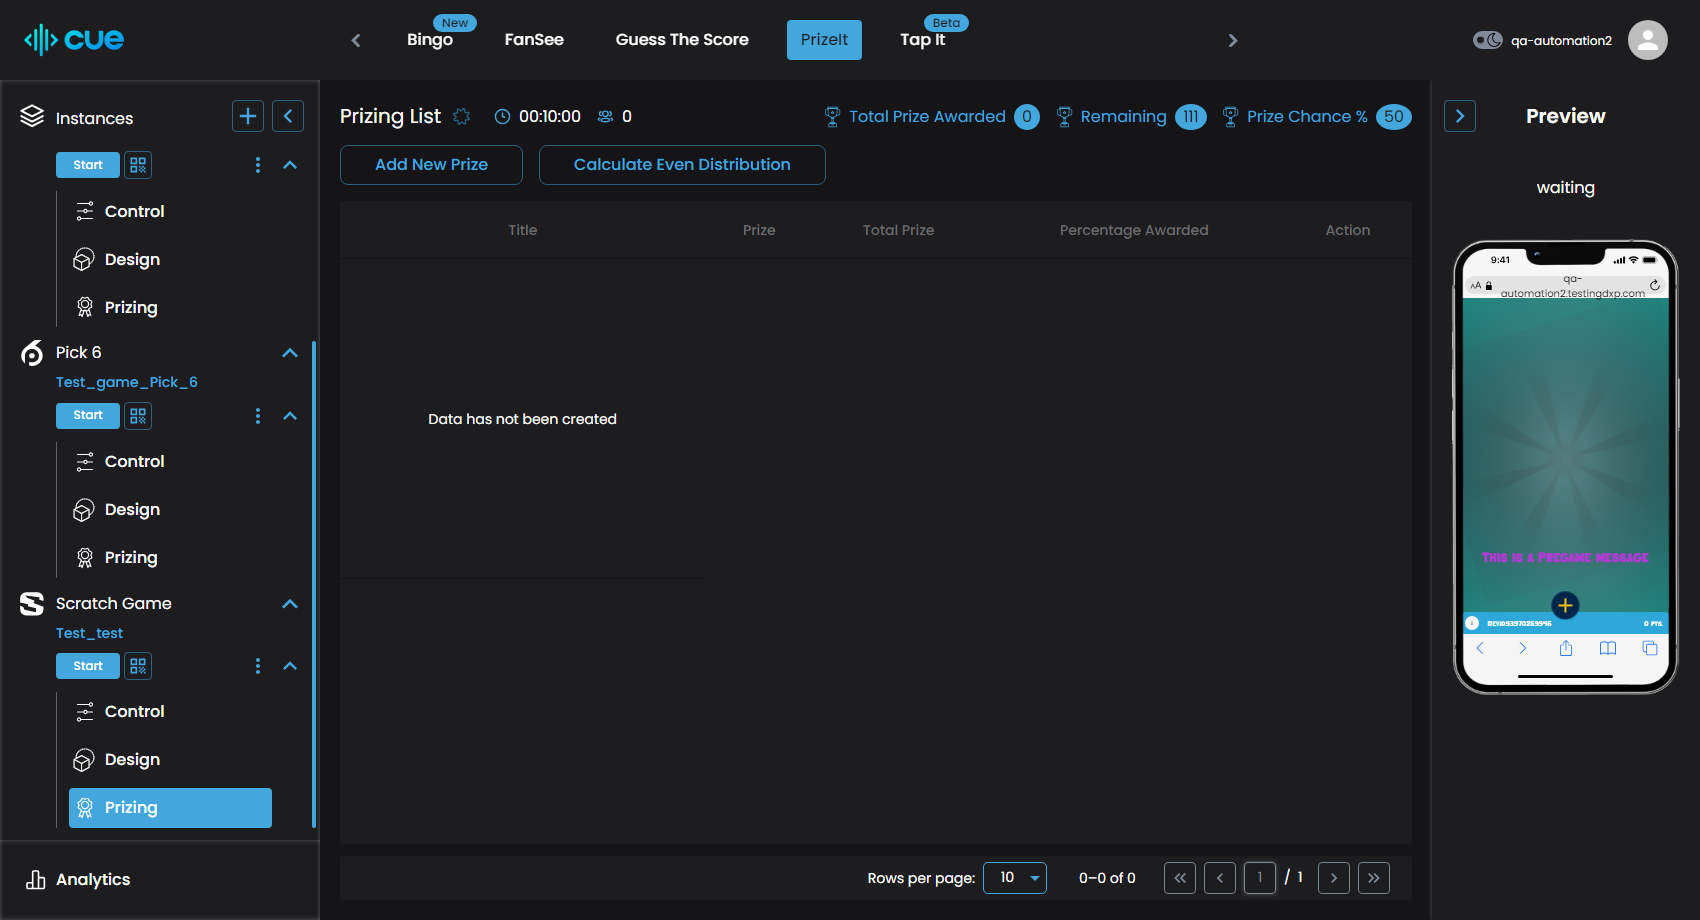 cue
Bingo
New
FanSee
Guess The Score
PrizeIt
Tap It
Beta
qa-automation2
Instances
Start
Control
Design
Prizing
Pick 6
Test_game_Pick_6
Start
Control
Design
Prizing
Scratch Game
Test_test
Start
Control
Design
Prizing
Analytics
Prizing List
00:10:00
0
Total Prize Awarded 0
Remaining 111
Prize Chance % 50
Add New Prize
Calculate Even Distribution
Title
Prize
Total Prize
Percentage Awarded
Action
Data has not been created
Rows per page:
10
0–0 of 0
1
/ 1
Preview
waiting
9:41
AA
qa-
automation2.testingdxp.com
This is a Pregame message
0 PTS.